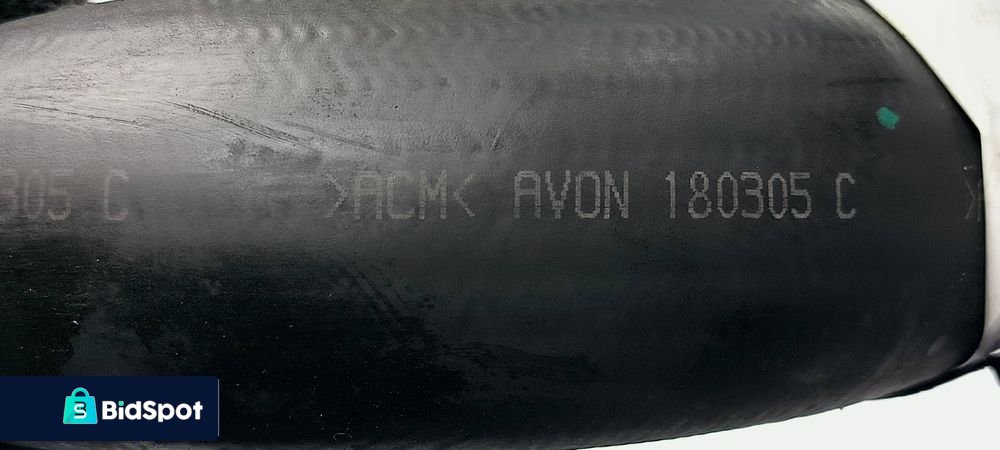 305 C >ACM< AVON 180305 C
BidSpot